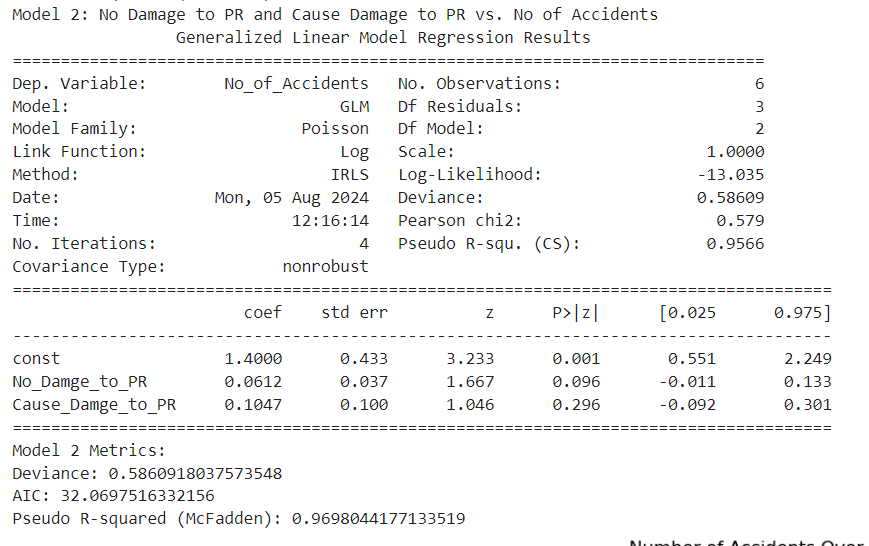 Model 2: No Damage to PR and Cause Damage to PR vs. No of Accidents
Generalized Linear Model Regression Results
==============================================================================
Dep. Variable: No_of_Accidents No. Observations: 6
Model: GLM Df Residuals: 3
Model Family: Poisson Df Model: 2
Link Function: Log Scale: 1.0000
Method: IRLS Log-Likelihood: -13.035
Date: Mon, 05 Aug 2024 Deviance: 0.58609
Time: 12:16:14 Pearson chi2: 0.579
No. Iterations: 4 Pseudo R-squ. (CS): 0.9566
Covariance Type: nonrobust
=====================================================================================
coef std err z P>|z| [0.025 0.975]
-------------------------------------------------------------------------------------
const 1.4000 0.433 3.233 0.001 0.551 2.249
No_Damge_to_PR 0.0612 0.037 1.667 0.096 -0.011 0.133
Cause_Damge_to_PR 0.1047 0.100 1.046 0.296 -0.092 0.301
=====================================================================================
Model 2 Metrics:
Deviance: 0.5860918037573548
AIC: 32.0697516332156
Pseudo R-squared (McFadden): 0.9698044177133519
Number of Accidents Over